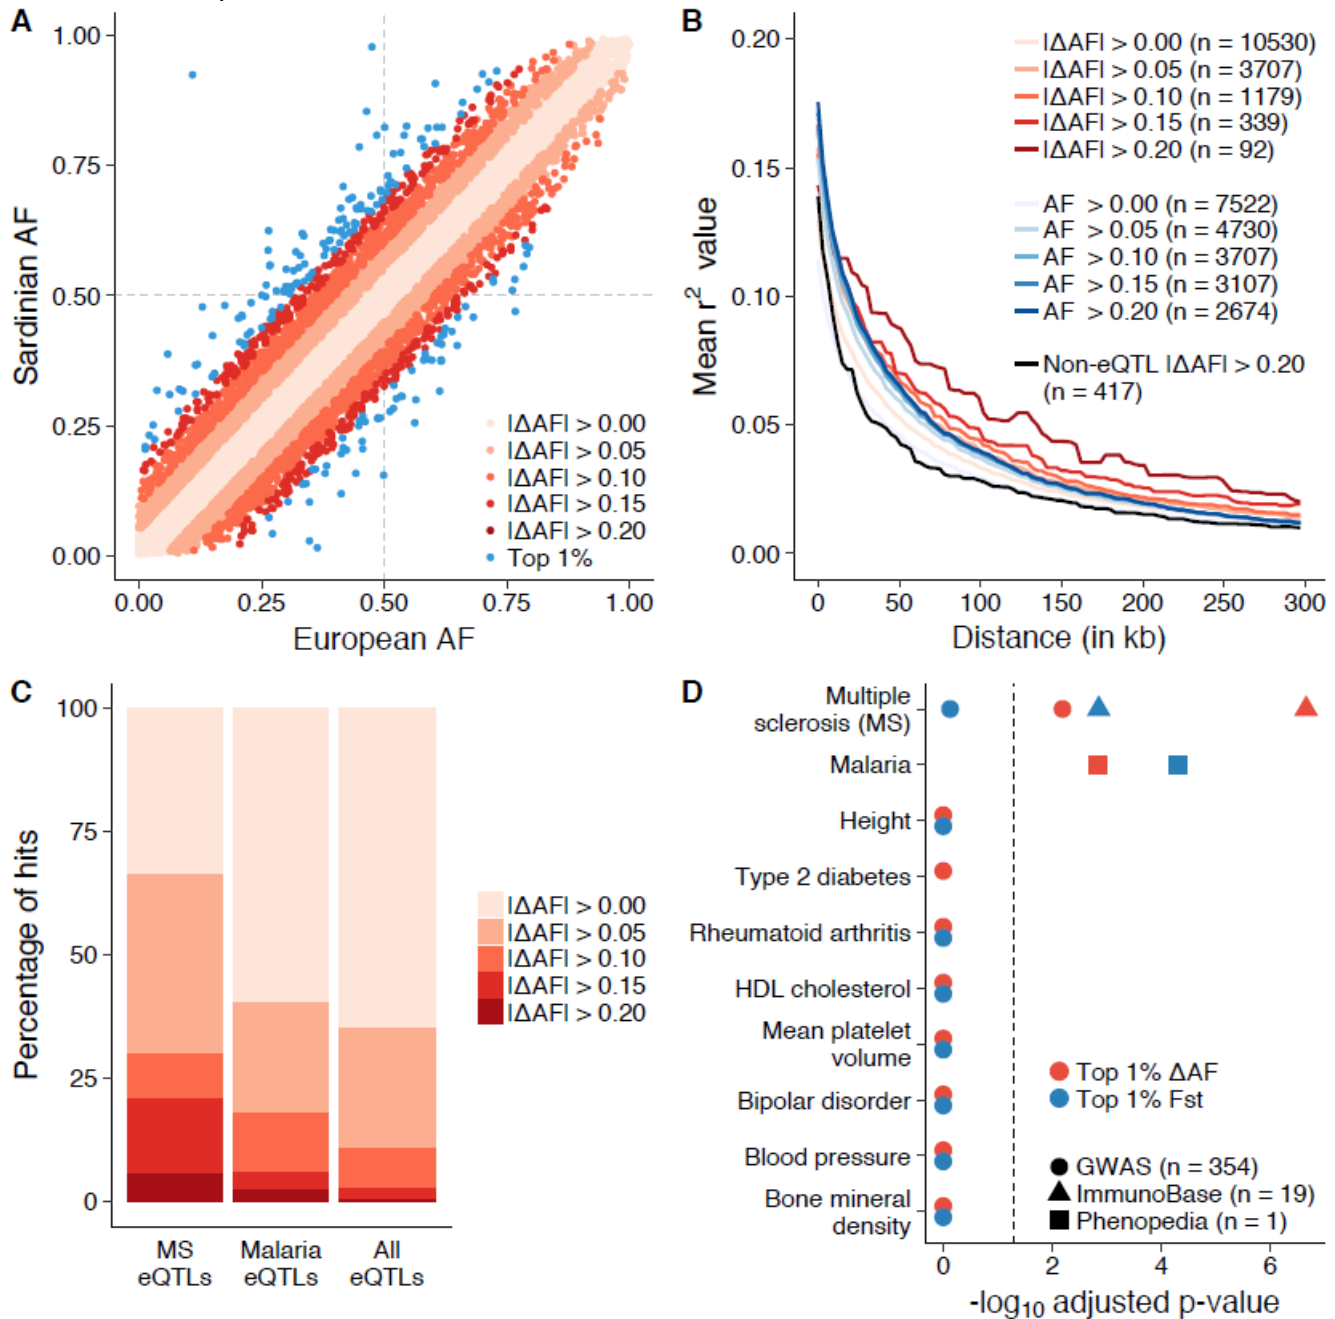 A
1.00
0.75
0.50
0.25
0.00
Sardinian AF
0.00 0.25 0.50 0.75 1.00
European AF
|ΔAF| > 0.00
|ΔAF| > 0.05
|ΔAF| > 0.10
|ΔAF| > 0.15
|ΔAF| > 0.20
Top 1%
B
0.20
0.15
0.10
0.05
0.00
Mean r² value
0 50 100 150 200 250 300
Distance (in kb)
|ΔAF| > 0.00 (n = 10530)
|ΔAF| > 0.05 (n = 3707)
|ΔAF| > 0.10 (n = 1179)
|ΔAF| > 0.15 (n = 339)
|ΔAF| > 0.20 (n = 92)
AF > 0.00 (n = 7522)
AF > 0.05 (n = 4730)
AF > 0.10 (n = 3707)
AF > 0.15 (n = 3107)
AF > 0.20 (n = 2674)
Non-eQTL |ΔAF| > 0.20
(n = 417)
C
100
75
50
25
0
Percentage of hits
MS
eQTLs
Malaria
eQTLs
All
eQTLs
|ΔAF| > 0.00
|ΔAF| > 0.05
|ΔAF| > 0.10
|ΔAF| > 0.15
|ΔAF| > 0.20
D
Multiple
sclerosis (MS)
Malaria
Height
Type 2 diabetes
Rheumatoid arthritis
HDL cholesterol
Mean platelet
volume
Bipolar disorder
Blood pressure
Bone mineral
density
Top 1% ΔAF
Top 1% Fst
GWAS (n = 354)
ImmunoBase (n = 19)
Phenopedia (n = 1)
0 2 4 6
-log₁₀ adjusted p-value